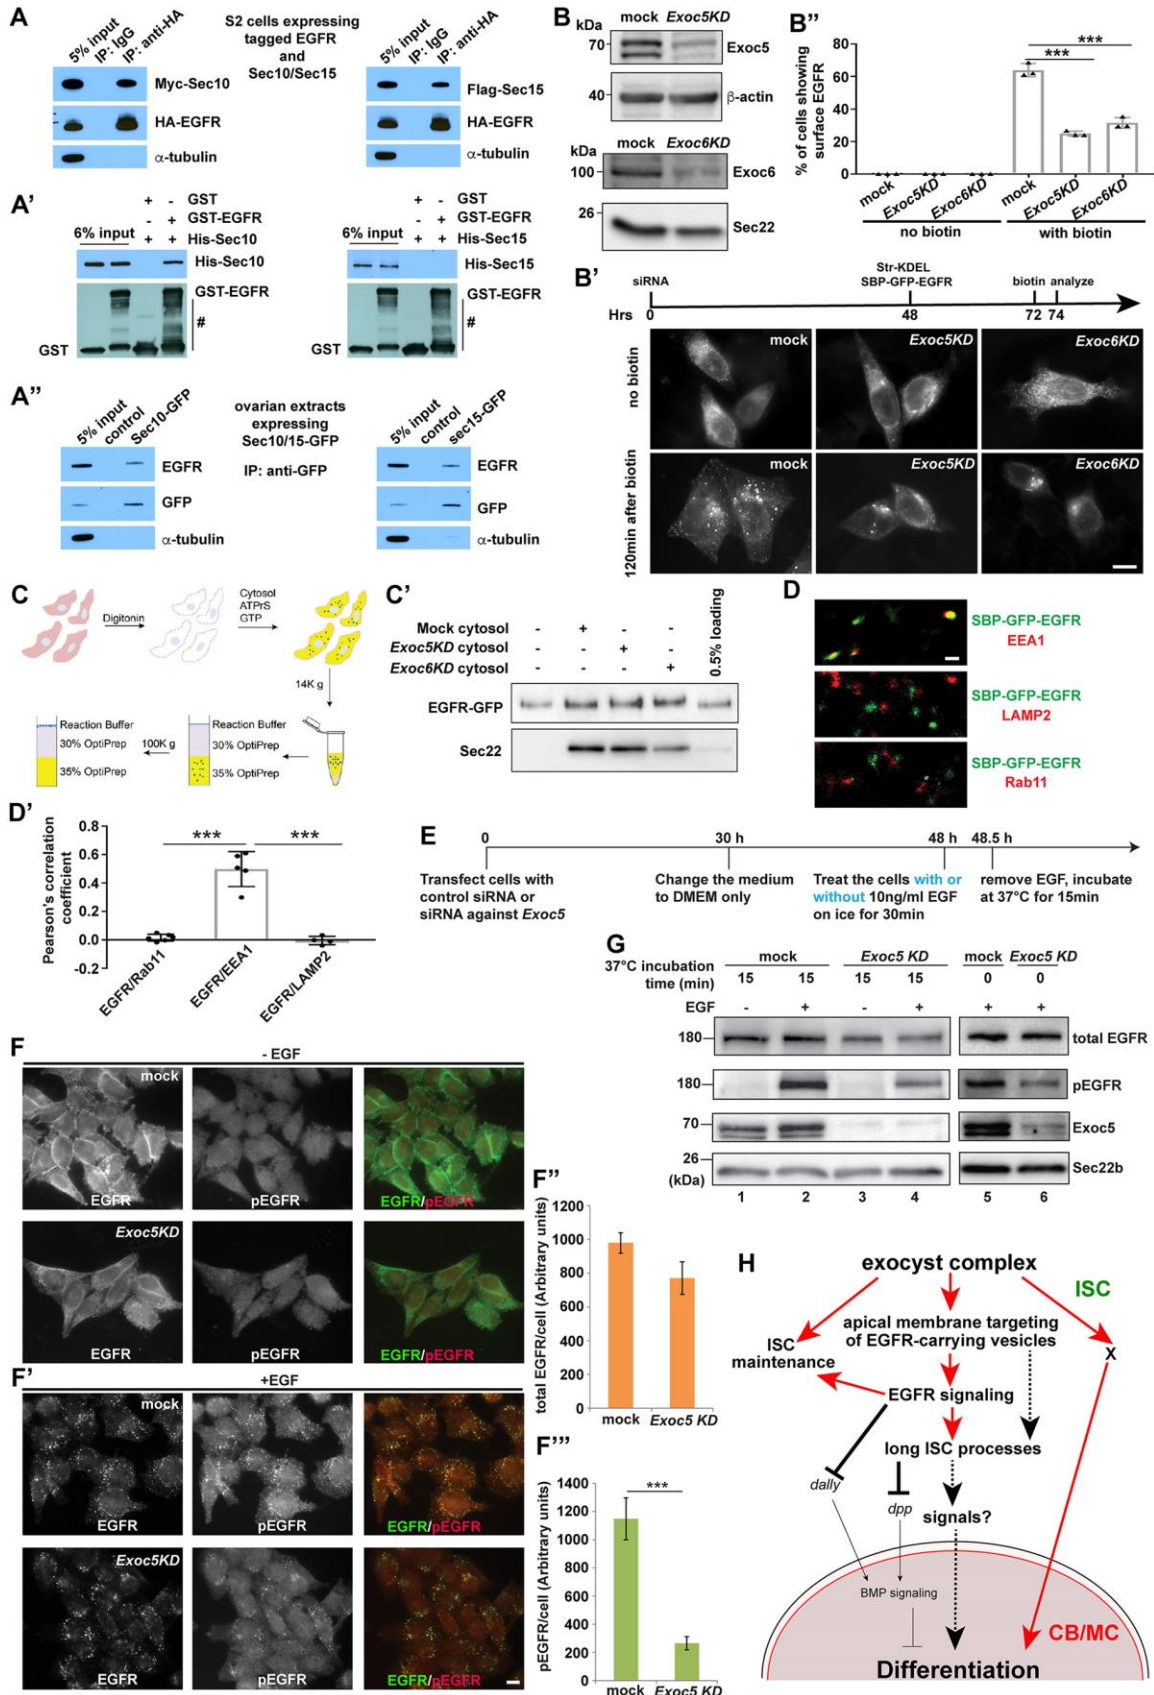 A
5% input
IP: IgG
IP: anti-HA
Myc-Sec10
HA-EGFR
α-tubulin
S2 cells expressing
tagged EGFR
and
Sec10/Sec15
5% input
IP: IgG
IP: anti-HA
Flag-Sec15
HA-EGFR
α-tubulin
A'
+ - GST
- + GST-EGFR
6% input + + His-Sec10
His-Sec10
GST-EGFR
#
GST
+ - GST
- + GST-EGFR
6% input + + His-Sec15
His-Sec15
GST-EGFR
#
GST
A"
5% input
control
Sec10-GFP
EGFR
GFP
α-tubulin
ovarian extracts
expressing
Sec10/15-GFP
IP: anti-GFP
5% input
control
sec15-GFP
EGFR
GFP
α-tubulin
B
kDa mock Exoc5KD
70 Exoc5
40 β-actin
kDa mock Exoc6KD
100 Exoc6
26
Sec22
B"
% of cells showing
surface EGFR
80
60
40
20
0
*** ***
mock Exoc5KD Exoc6KD mock Exoc5KD Exoc6KD
no biotin with biotin
B'
siRNA
Str-KDEL
SBP-GFP-EGFR
biotin analyze
Hrs 0 48 72 74
no biotin
mock Exoc5KD Exoc6KD
120min after biotin
mock Exoc5KD Exoc6KD
C
Digitonin
Cytosol
ATPrS
GTP
14K g
Reaction Buffer
30% OptiPrep
35% OptiPrep
100K g
Reaction Buffer
30% OptiPrep
35% OptiPrep
C'
Mock cytosol - + - -
Exoc5KD cytosol - - + -
Exoc6KD cytosol - - - +
0.5% loading
EGFR-GFP
Sec22
D
SBP-GFP-EGFR
EEA1
SBP-GFP-EGFR
LAMP2
SBP-GFP-EGFR
Rab11
D'
Pearson's correlation
coefficient
0.8
0.6
0.4
0.2
0.0
-0.2
*** ***
EGFR/Rab11
EGFR/EEA1
EGFR/LAMP2
E
0 30 h 48 h 48.5 h
Transfect cells with
control siRNA or
siRNA against Exoc5
Change the medium
to DMEM only
Treat the cells with or
without 10ng/ml EGF
on ice for 30min
remove EGF, incubate
at 37°C for 15min
F
- EGF
mock
EGFR pEGFR EGFR/pEGFR
Exoc5KD
EGFR pEGFR EGFR/pEGFR
F'
+EGF
mock
EGFR pEGFR EGFR/pEGFR
Exoc5KD
EGFR pEGFR EGFR/pEGFR
F"
total EGFR/cell (Arbitrary units)
1200
1000
800
600
400
200
0
mock Exoc5 KD
F"'
pEGFR/cell (Arbitrary units)
1400
1200
1000
800
600
400
200
0
***
mock Exoc5 KD
G
mock Exoc5 KD mock Exoc5 KD
37°C incubation
time (min)
15 15 15 15 0 0
EGF - + - + + +
180 total EGFR
180 pEGFR
70 Exoc5
26 Sec22b
(kDa)
1 2 3 4 5 6
H
exocyst complex
ISC
apical membrane targeting
of EGFR-carrying vesicles
ISC
maintenance
X
EGFR signaling
long ISC processes
dally
dpp
signals?
BMP signaling
CB/MC
Differentiation